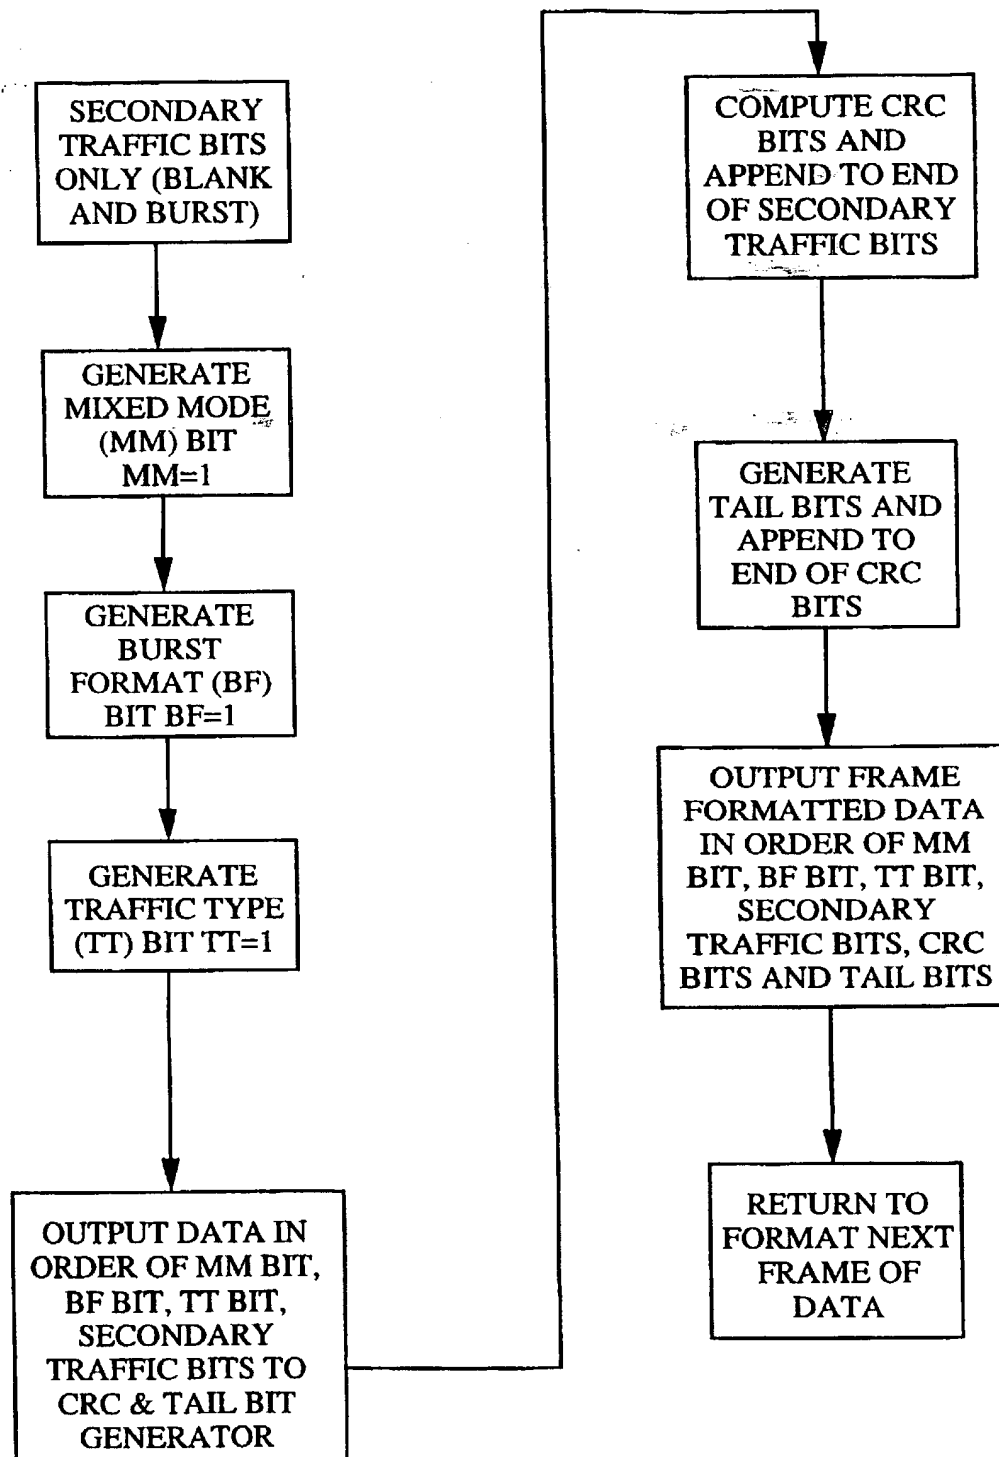 SECONDARY
TRAFFIC BITS
ONLY (BLANK
AND BURST)
GENERATE
MIXED MODE
(MM) BIT
MM=1
GENERATE
BURST
FORMAT (BF)
BIT BF=1
GENERATE
TRAFFIC TYPE
(TT) BIT TT=1
OUTPUT DATA IN
ORDER OF MM BIT,
BF BIT, TT BIT,
SECONDARY
TRAFFIC BITS TO
CRC & TAIL BIT
GENERATOR
COMPUTE CRC
BITS AND
APPEND TO END
OF SECONDARY
TRAFFIC BITS
GENERATE
TAIL BITS AND
APPEND TO
END OF CRC
BITS
OUTPUT FRAME
FORMATTED DATA
IN ORDER OF MM
BIT, BF BIT, TT BIT,
SECONDARY
TRAFFIC BITS, CRC
BITS AND TAIL BITS
RETURN TO
FORMAT NEXT
FRAME OF
DATA